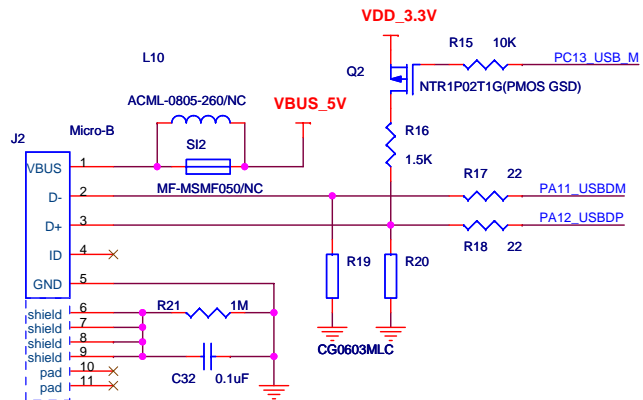 VDD_3.3V
R15 10K
PC13_USB_M
L10
Q2
NTR1P02T1G(PMOS GSD)
ACML-0805-260/NC
VBUS_5V
R16
1.5K
J2
Micro-B
SI2
MF-MSMF050/NC
VBUS 1
D- 2
D+ 3
ID 4
GND 5
shield 6
shield 7
shield 8
shield 9
pad 10
pad 11
R17 22
PA11_USBDM
PA12_USBDP
R18 22
R19
R20
R21 1M
CG0603MLC
C32 0.1uF